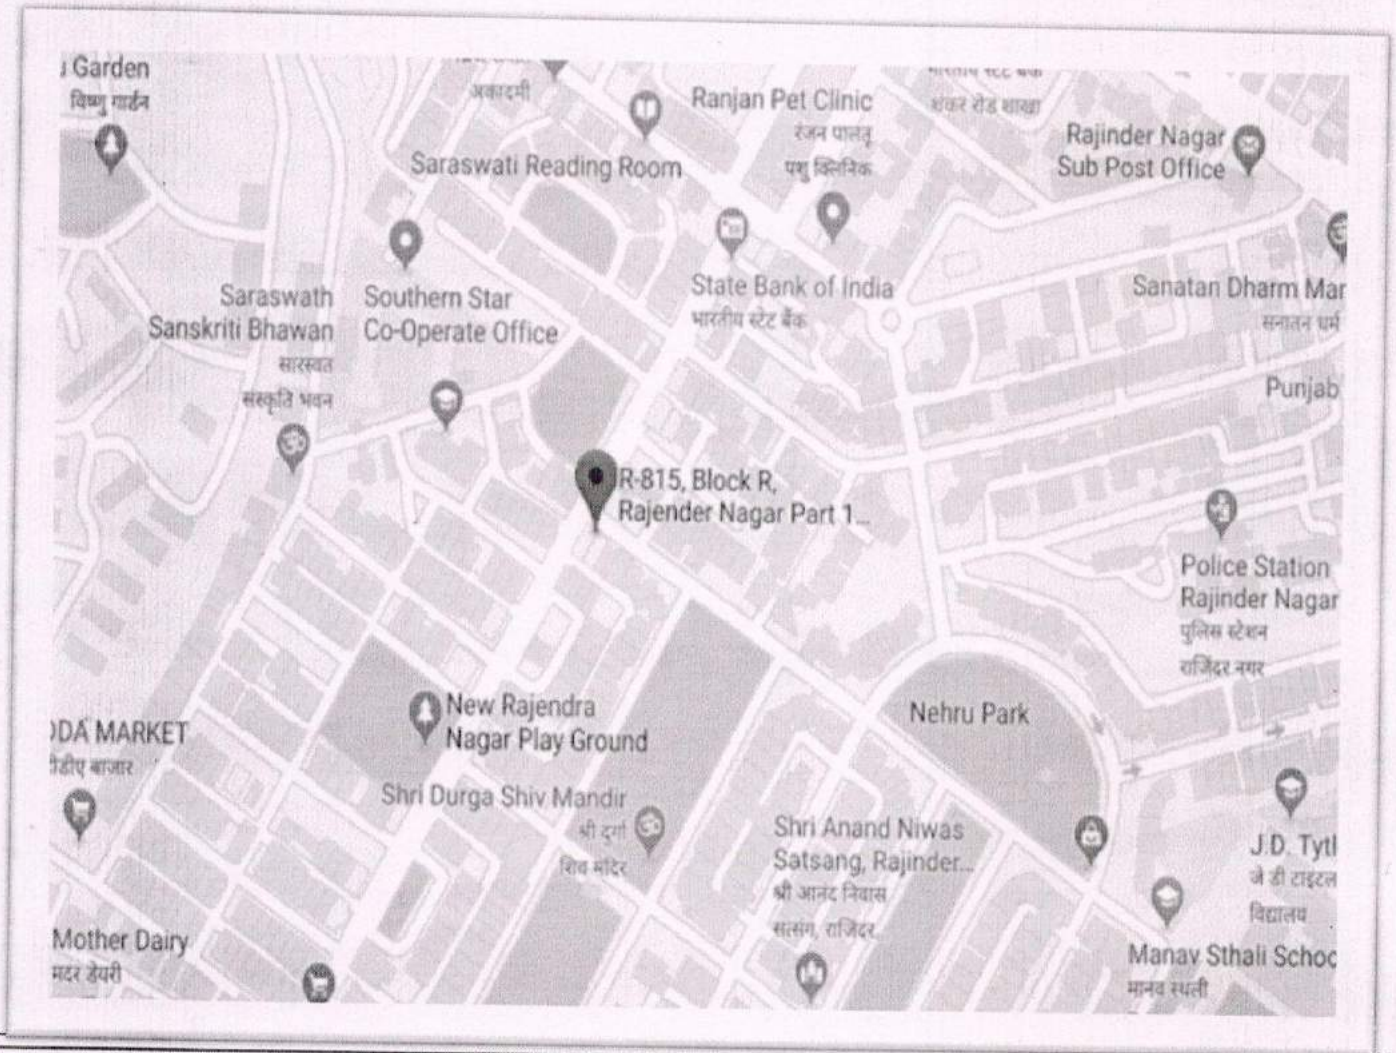 Garden
विष्णु गार्डन
अकादमी
Saraswati Reading Room
Ranjan Pet Clinic
रंजन पालतू
पशु क्लिनिक
भारतीय स्टेट बैंक
शंकर रोड शाखा
Rajinder Nagar
Sub Post Office
Saraswath
Sanskriti Bhawan
सारस्वत
संस्कृति भवन
Southern Star
Co-Operate Office
State Bank of India
भारतीय स्टेट बैंक
Sanatan Dharm Mar
सनातन धर्म
Punjab
R-815, Block R,
Rajender Nagar Part 1...
Police Station
Rajinder Nagar
पुलिस स्टेशन
राजिंदर नगर
New Rajendra
Nagar Play Ground
Nehru Park
DDA MARKET
डीडीए बाजार
Shri Durga Shiv Mandir
श्री दुर्गा
शिव मंदिर
Shri Anand Niwas
Satsang, Rajinder...
श्री आनंद निवास
सत्संग, राजिंदर
J.D. Tytl
जे डी टाइटल
विद्यालय
Mother Dairy
मदर डेयरी
Manav Sthali Schoo
मानव स्थली